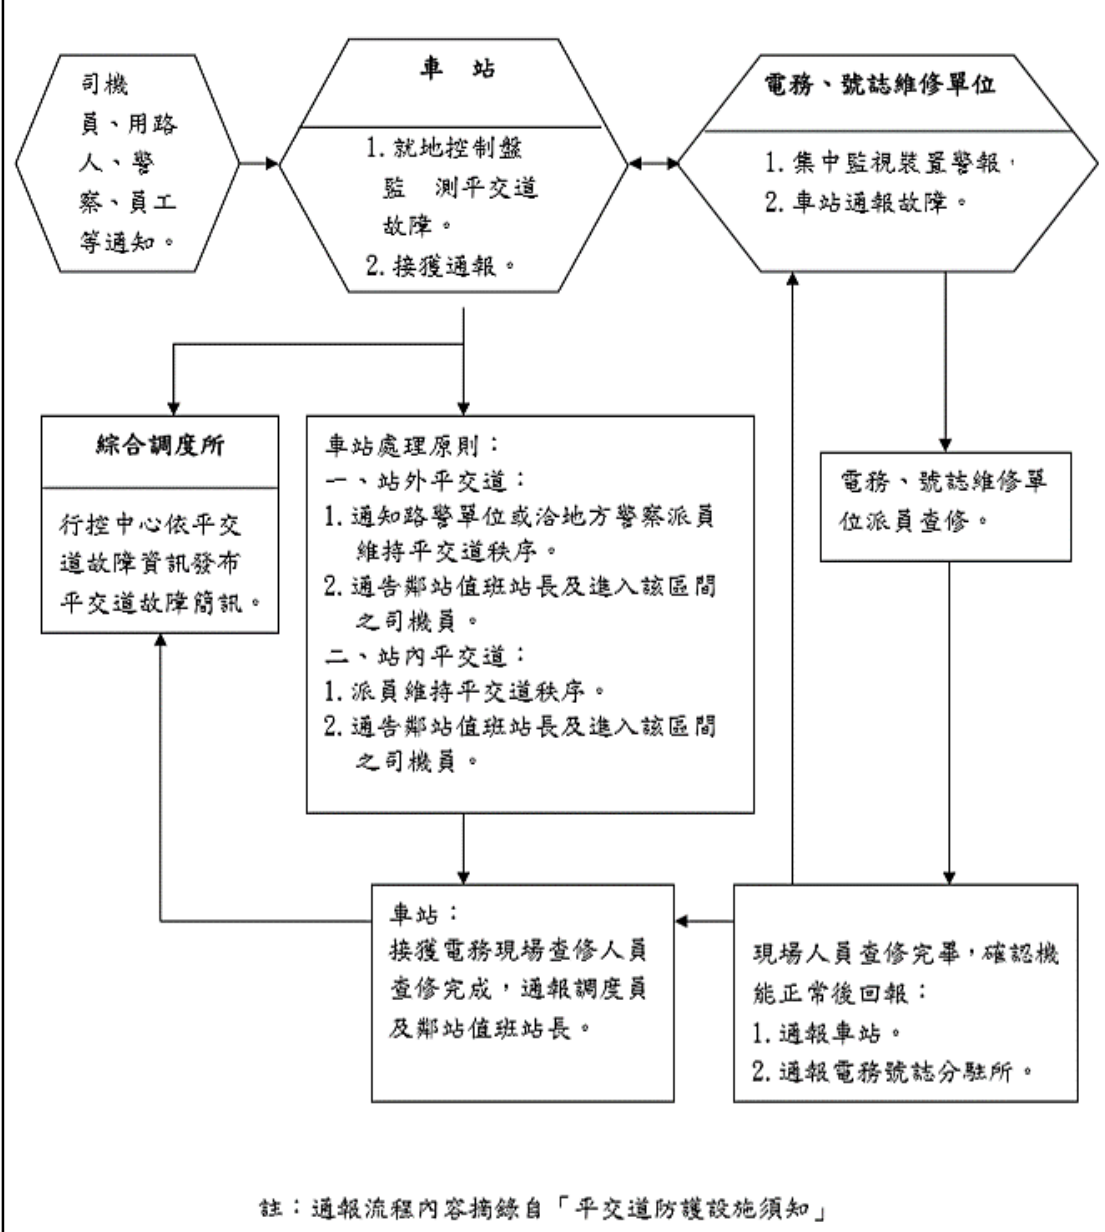 司機
員、用路
人、警
察、員工
等通知。
車 站
1.就地控制盤
監 測平交道
故障。
2.接獲通報。
電務、號誌維修單位
1.集中監視裝置警報,
2.車站通報故障。
綜合調度所
行控中心依平交
道故障資訊發布
平交道故障簡訊。
車站處理原則：
一、站外平交道：
1.通知路警單位或洽地方警察派員
維持平交道秩序。
2.通告鄰站值班站長及進入該區間
之司機員。
二、站內平交道：
1.派員維持平交道秩序。
2.通告鄰站值班站長及進入該區間
之司機員。
電務、號誌維修單
位派員查修。
車站：
接獲電務現場查修人員
查修完成，通報調度員
及鄰站值班站長。
現場人員查修完畢，確認機
能正常後回報：
1.通報車站。
2.通報電務號誌分駐所。
註：通報流程內容摘錄自「平交道防護設施須知」